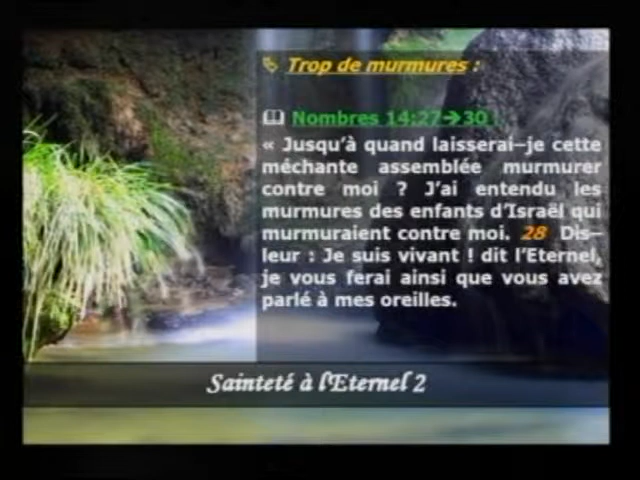 Trop de murmures :
Nombres 14:27→30 :
« Jusqu'à quand laisserai-je cette
méchante assemblée murmurer
contre moi ? J'ai entendu les
murmures des enfants d'Israël qui
murmuraient contre moi. 28 Dis-
leur : Je suis vivant ! dit l'Eternel,
je vous ferai ainsi que vous avez
parlé à mes oreilles.
Sainteté à l'Eternel 2